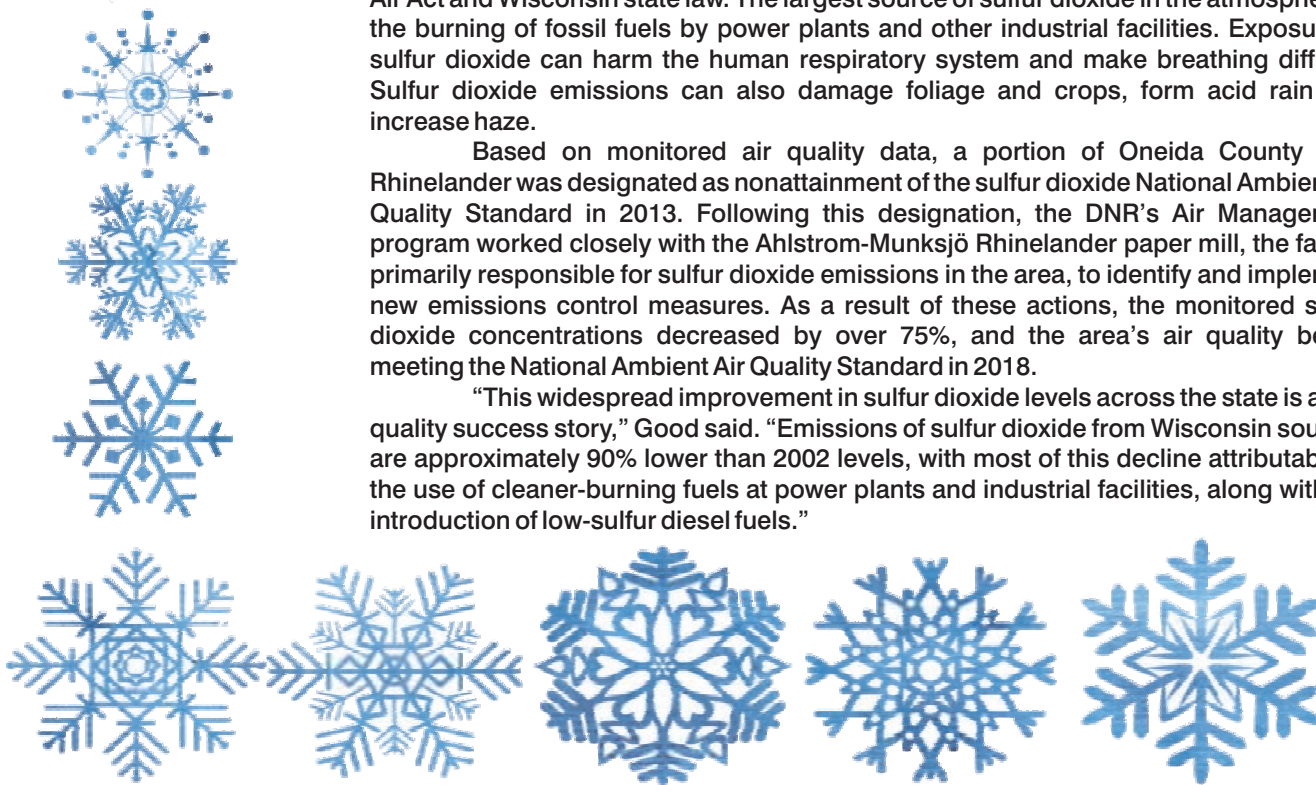 Air Act and Wisconsin state law. The largest source of sulfur dioxide in the atmosphe
the burning of fossil fuels by power plants and other industrial facilities. Exposu
sulfur dioxide can harm the human respiratory system and make breathing diff
Sulfur dioxide emissions can also damage foliage and crops, form acid rain
increase haze.
Based on monitored air quality data, a portion of Oneida County
Rhinelander was designated as nonattainment of the sulfur dioxide National Ambien
Quality Standard in 2013. Following this designation, the DNR's Air Managem
program worked closely with the Ahlstrom-Munksjö Rhinelander paper mill, the fa
primarily responsible for sulfur dioxide emissions in the area, to identify and implem
new emissions control measures. As a result of these actions, the monitored s
dioxide concentrations decreased by over 75%, and the area's air quality be
meeting the National Ambient Air Quality Standard in 2018.
“This widespread improvement in sulfur dioxide levels across the state is a
quality success story,” Good said. “Emissions of sulfur dioxide from Wisconsin sou
are approximately 90% lower than 2002 levels, with most of this decline attributab
the use of cleaner-burning fuels at power plants and industrial facilities, along with
introduction of low-sulfur diesel fuels.”